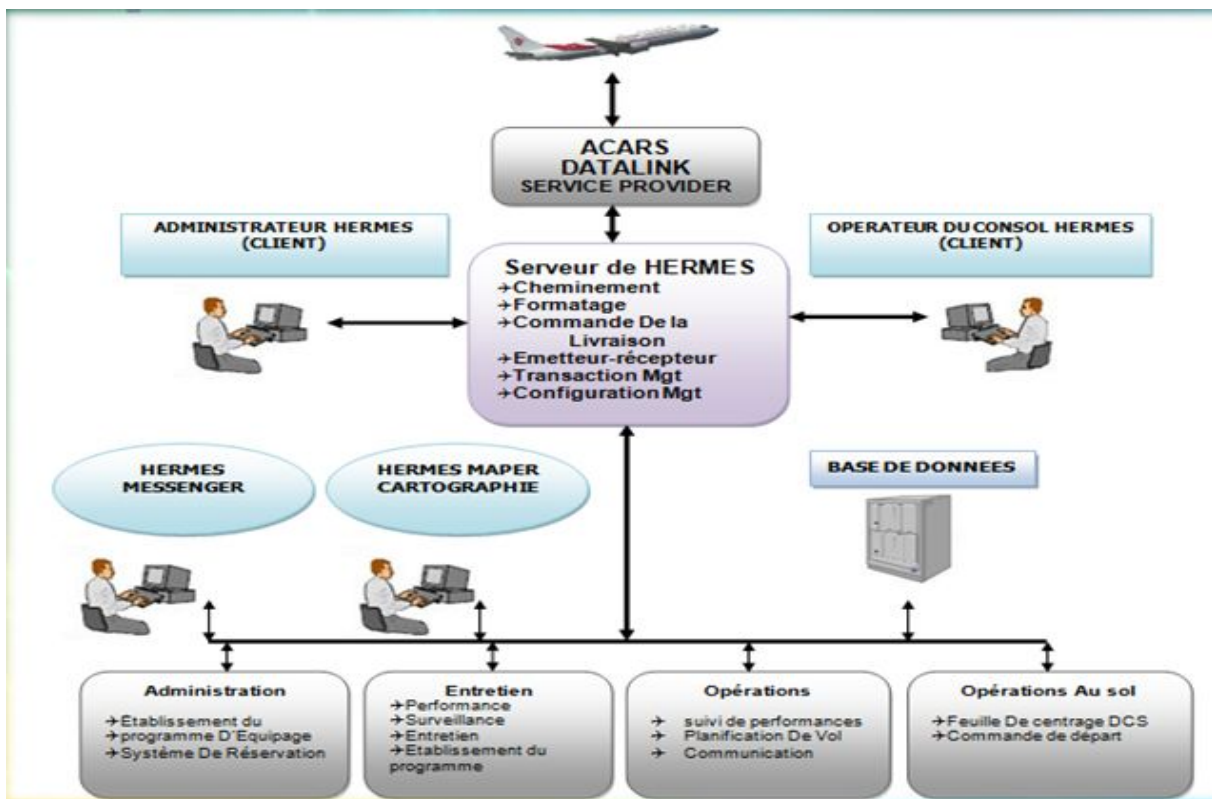 ACARS
DATALINK
SERVICE PROVIDER
ADMINISTRATEUR HERMES
(CLIENT)
OPERATEUR DU CONSOL HERMES
(CLIENT)
Serveur de HERMES
→Cheminement
→Formatage
→Commande De la
Livraison
→Emetteur-récepteur
→Transaction Mgt
→Configuration Mgt
HERMES
MESSENGER
HERMES MAPER
CARTOGRAPHIE
BASE DE DONNEES
Administration
→Établissement du
→programme D'Equipage
→Système De Réservation
Entretien
→Performance
→Surveillance
→Entretien
→Etablissement du
programme
Opérations
→ suivi de performances
→ Planification De Vol
→ Communication
Opérations Au sol
→Feuille De centrage DCS
→Commande de départ